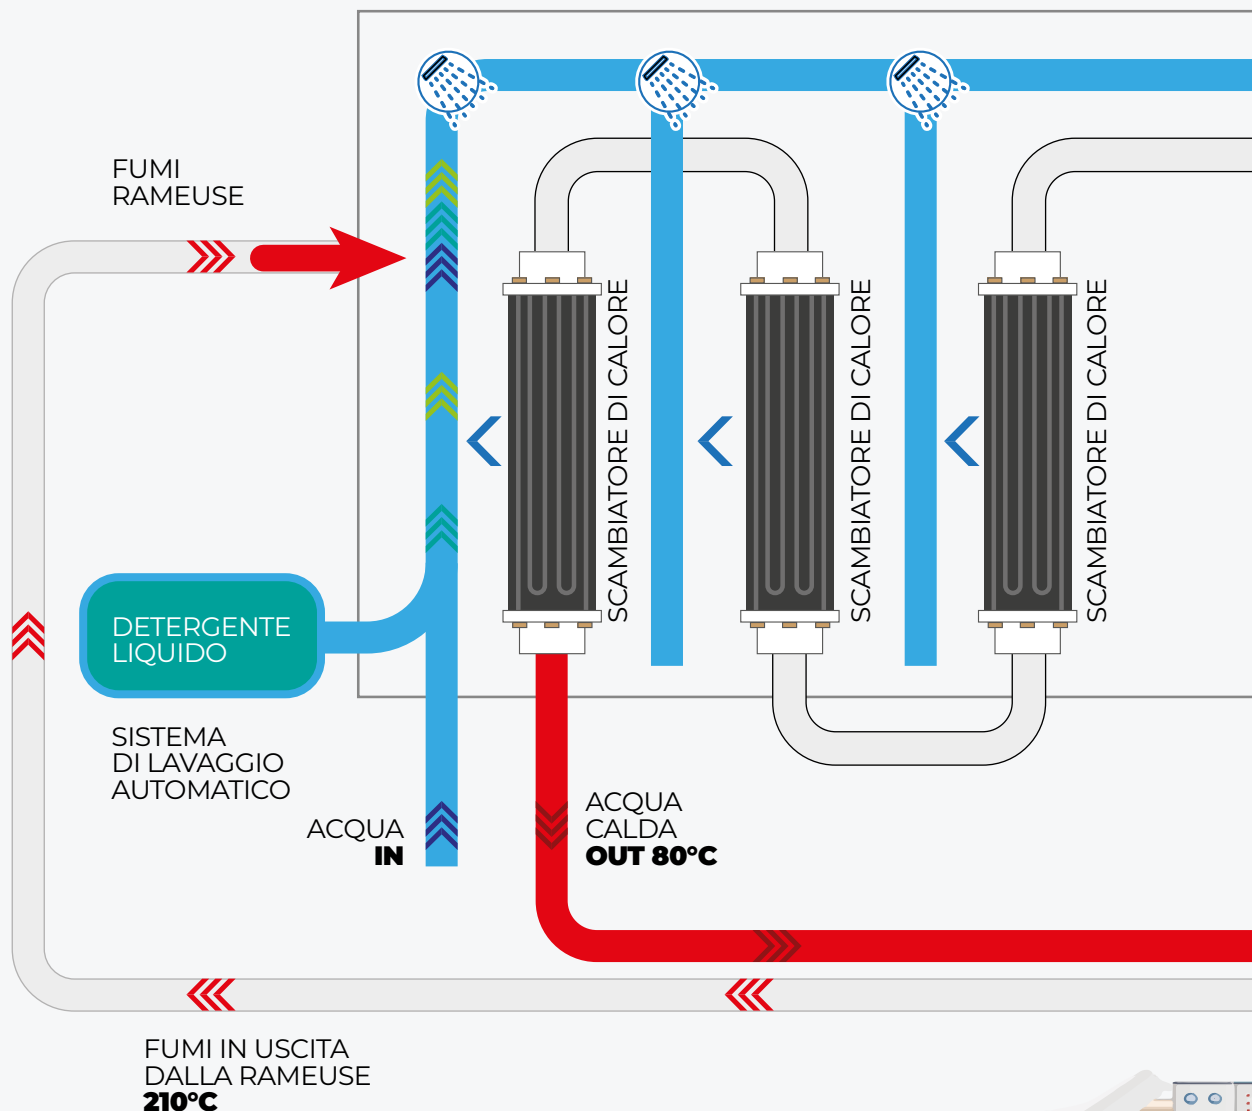 FUMI
RAMEUSE
SCAMBIATORE DI CALORE
SCAMBIATORE DI CALORE
SCAMBIATORE DI CALORE
DETERGENTE
LIQUIDO
SISTEMA
DI LAVAGGIO
AUTOMATICO
ACQUA
IN
ACQUA
CALDA
OUT 80°C
FUMI IN USCITA
DALLA RAMEUSE
210°C